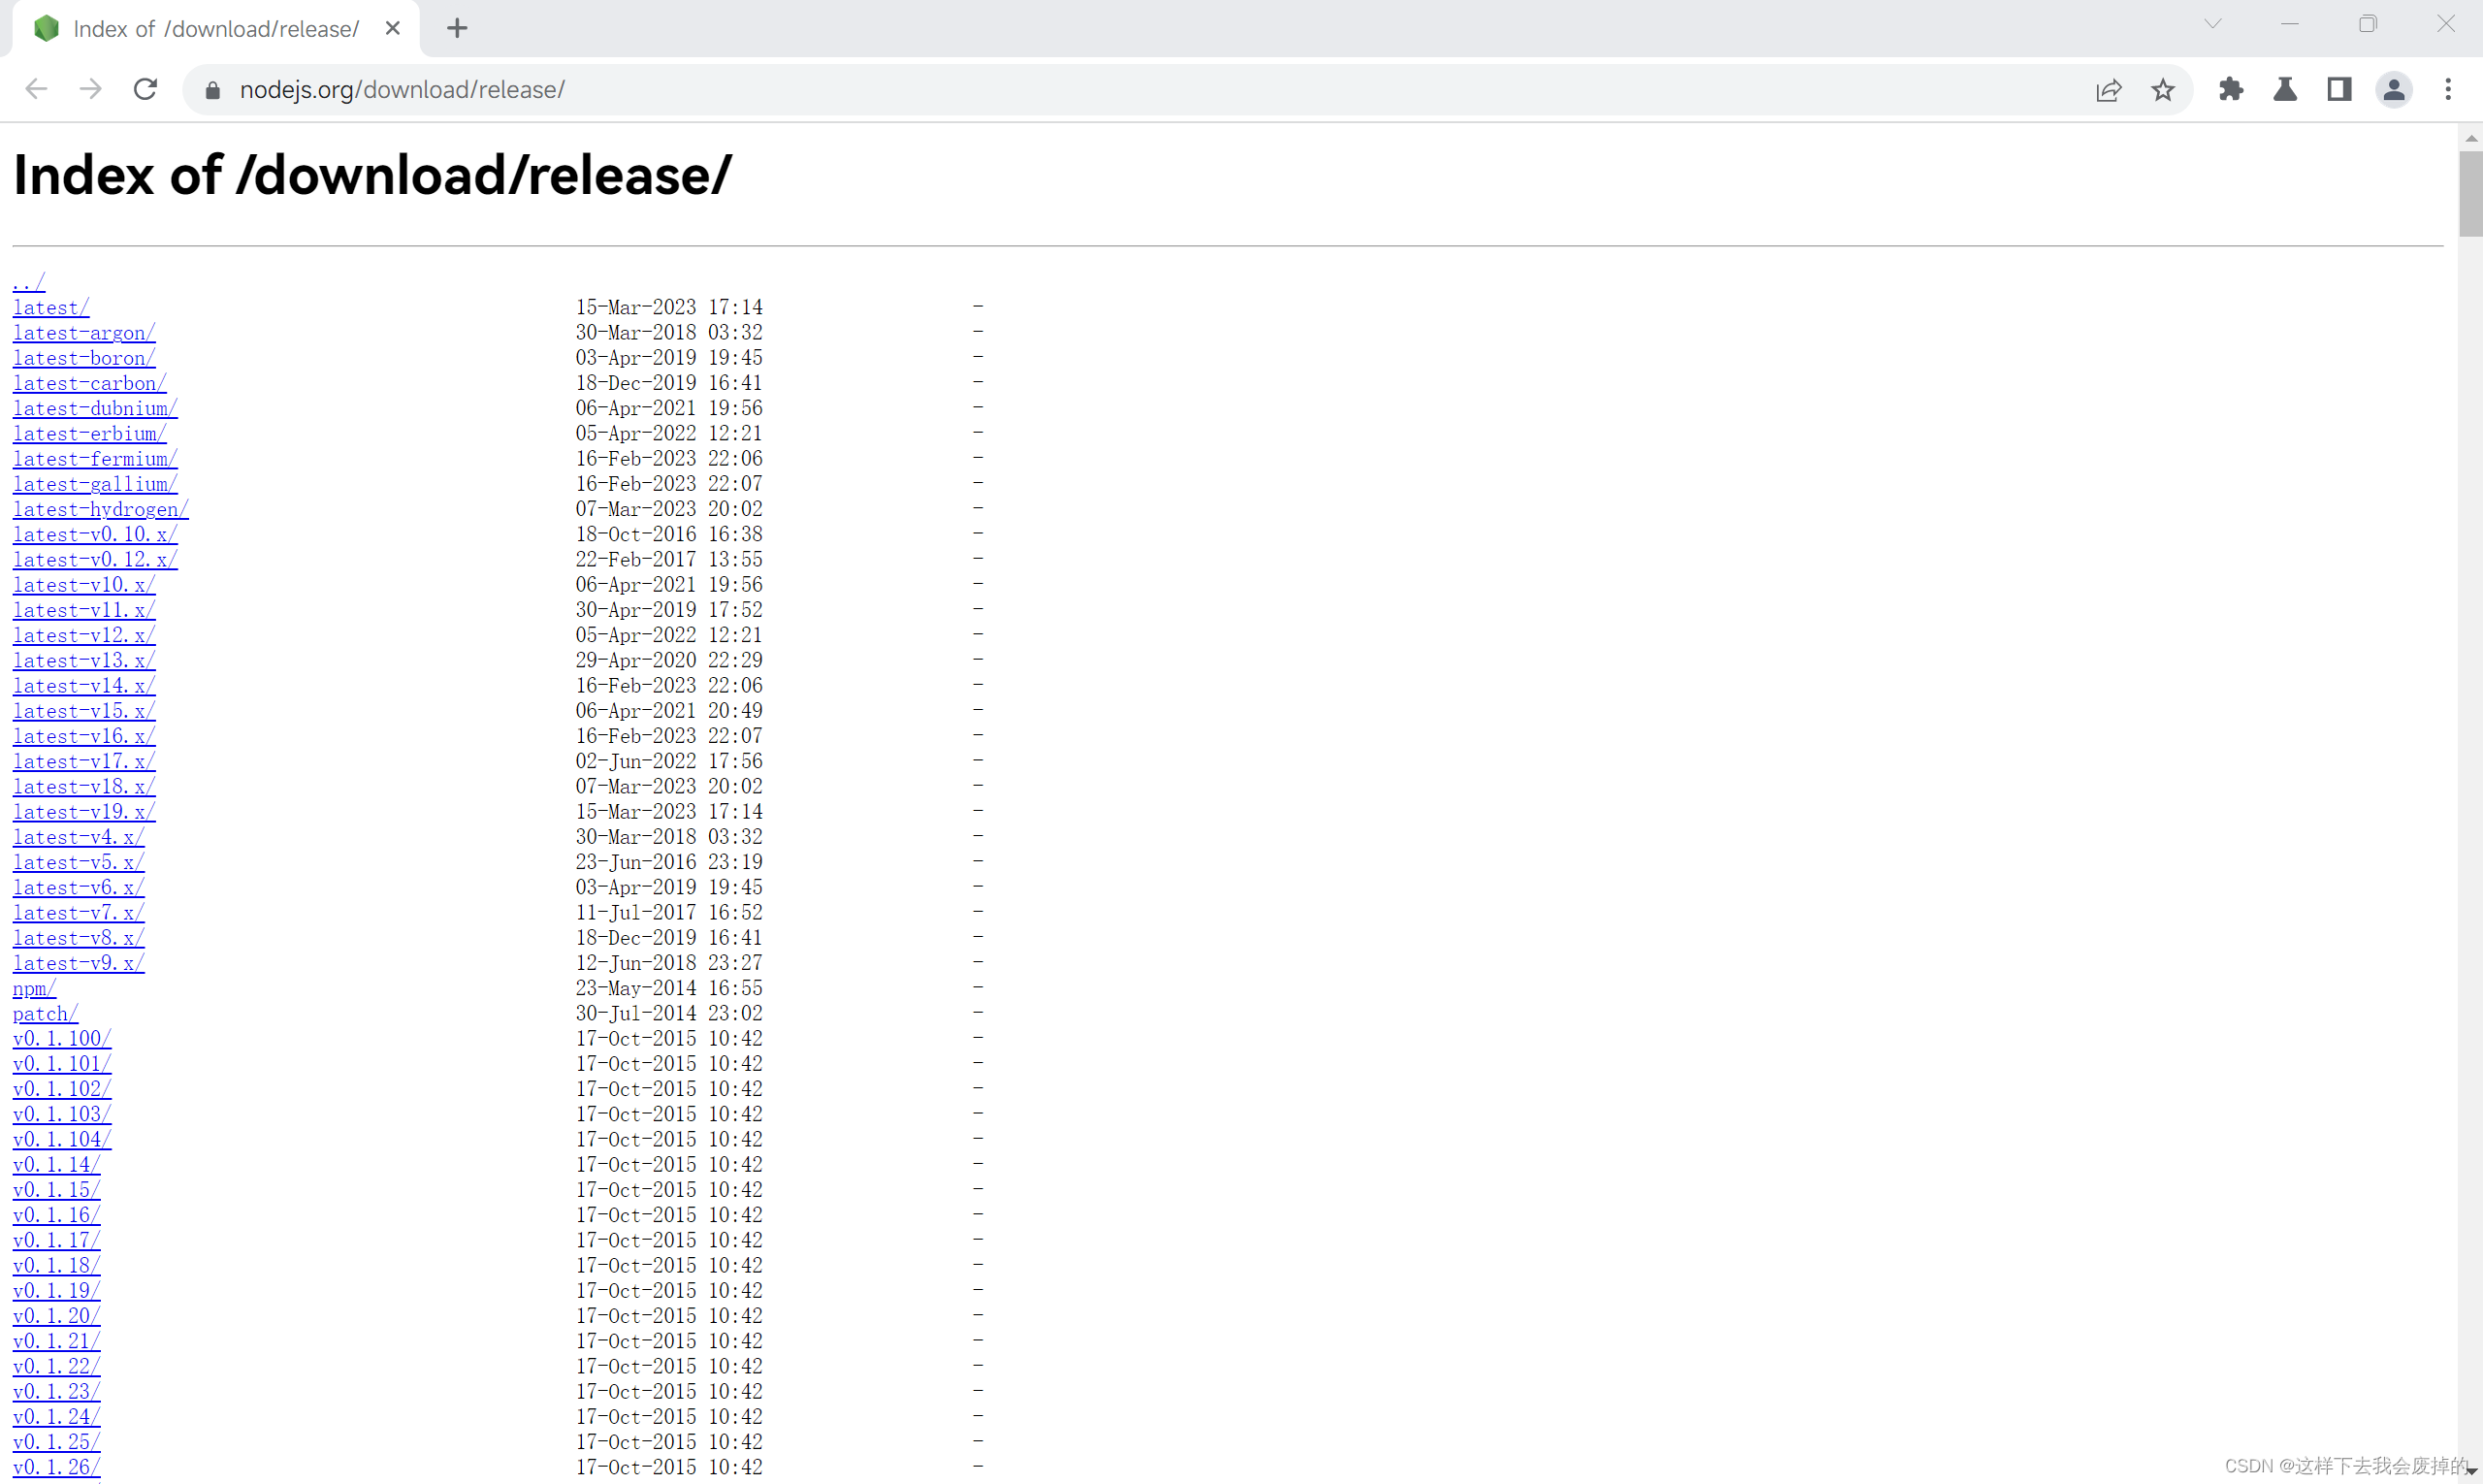 Index of /download/release/
nodejs.org/download/release/
Index of /download/release/
../
latest/ 15-Mar-2023 17:14 -
latest-argon/ 30-Mar-2018 03:32 -
latest-boron/ 03-Apr-2019 19:45 -
latest-carbon/ 18-Dec-2019 16:41 -
latest-dubnium/ 06-Apr-2021 19:56 -
latest-erbium/ 05-Apr-2022 12:21 -
latest-fermium/ 16-Feb-2023 22:06 -
latest-gallium/ 16-Feb-2023 22:07 -
latest-hydrogen/ 07-Mar-2023 20:02 -
latest-v0.10.x/ 18-Oct-2016 16:38 -
latest-v0.12.x/ 22-Feb-2017 13:55 -
latest-v10.x/ 06-Apr-2021 19:56 -
latest-v11.x/ 30-Apr-2019 17:52 -
latest-v12.x/ 05-Apr-2022 12:21 -
latest-v13.x/ 29-Apr-2020 22:29 -
latest-v14.x/ 16-Feb-2023 22:06 -
latest-v15.x/ 06-Apr-2021 20:49 -
latest-v16.x/ 16-Feb-2023 22:07 -
latest-v17.x/ 02-Jun-2022 17:56 -
latest-v18.x/ 07-Mar-2023 20:02 -
latest-v19.x/ 15-Mar-2023 17:14 -
latest-v4.x/ 30-Mar-2018 03:32 -
latest-v5.x/ 23-Jun-2016 23:19 -
latest-v6.x/ 03-Apr-2019 19:45 -
latest-v7.x/ 11-Jul-2017 16:52 -
latest-v8.x/ 18-Dec-2019 16:41 -
latest-v9.x/ 12-Jun-2018 23:27 -
npm/ 23-May-2014 16:55 -
patch/ 30-Jul-2014 23:02 -
v0.1.100/ 17-Oct-2015 10:42 -
v0.1.101/ 17-Oct-2015 10:42 -
v0.1.102/ 17-Oct-2015 10:42 -
v0.1.103/ 17-Oct-2015 10:42 -
v0.1.104/ 17-Oct-2015 10:42 -
v0.1.14/ 17-Oct-2015 10:42 -
v0.1.15/ 17-Oct-2015 10:42 -
v0.1.16/ 17-Oct-2015 10:42 -
v0.1.17/ 17-Oct-2015 10:42 -
v0.1.18/ 17-Oct-2015 10:42 -
v0.1.19/ 17-Oct-2015 10:42 -
v0.1.20/ 17-Oct-2015 10:42 -
v0.1.21/ 17-Oct-2015 10:42 -
v0.1.22/ 17-Oct-2015 10:42 -
v0.1.23/ 17-Oct-2015 10:42 -
v0.1.24/ 17-Oct-2015 10:42 -
v0.1.25/ 17-Oct-2015 10:42 -
v0.1.26/ 17-Oct-2015 10:42 -
CSDN @这样下去我会废掉的